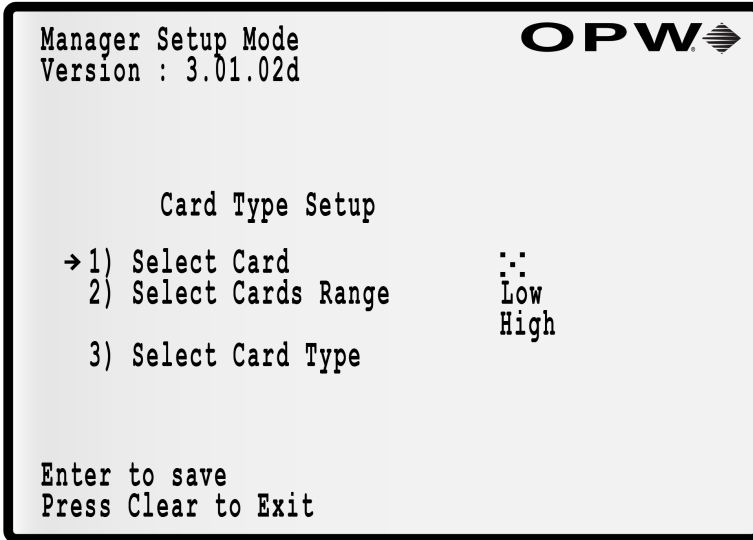 Manager Setup Mode
OPW
Version : 3.01.02d
Card Type Setup
→ 1) Select Card
2) Select Cards Range Low
High
3) Select Card Type
Enter to save
Press Clear to Exit